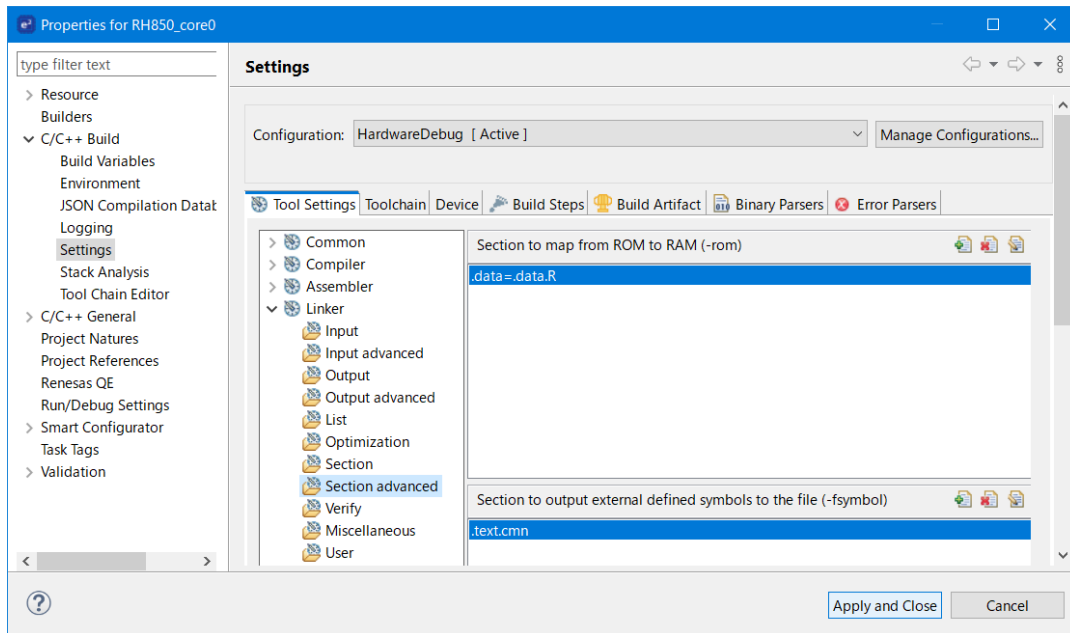 e² Properties for RH850_core0
type filter text
Resource
Builders
C/C++ Build
Build Variables
Environment
JSON Compilation Datab
Logging
Settings
Stack Analysis
Tool Chain Editor
C/C++ General
Project Natures
Project References
Renesas QE
Run/Debug Settings
Smart Configurator
Task Tags
Validation
Settings
Configuration: HardwareDebug [ Active ] Manage Configurations...
Tool Settings Toolchain Device Build Steps Build Artifact Binary Parsers Error Parsers
Common
Compiler
Assembler
Linker
Input
Input advanced
Output
Output advanced
List
Optimization
Section
Section advanced
Verify
Miscellaneous
User
Section to map from ROM to RAM (-rom)
.data=.data.R
Section to output external defined symbols to the file (-fsymbol)
.text.cmn
? Apply and Close Cancel